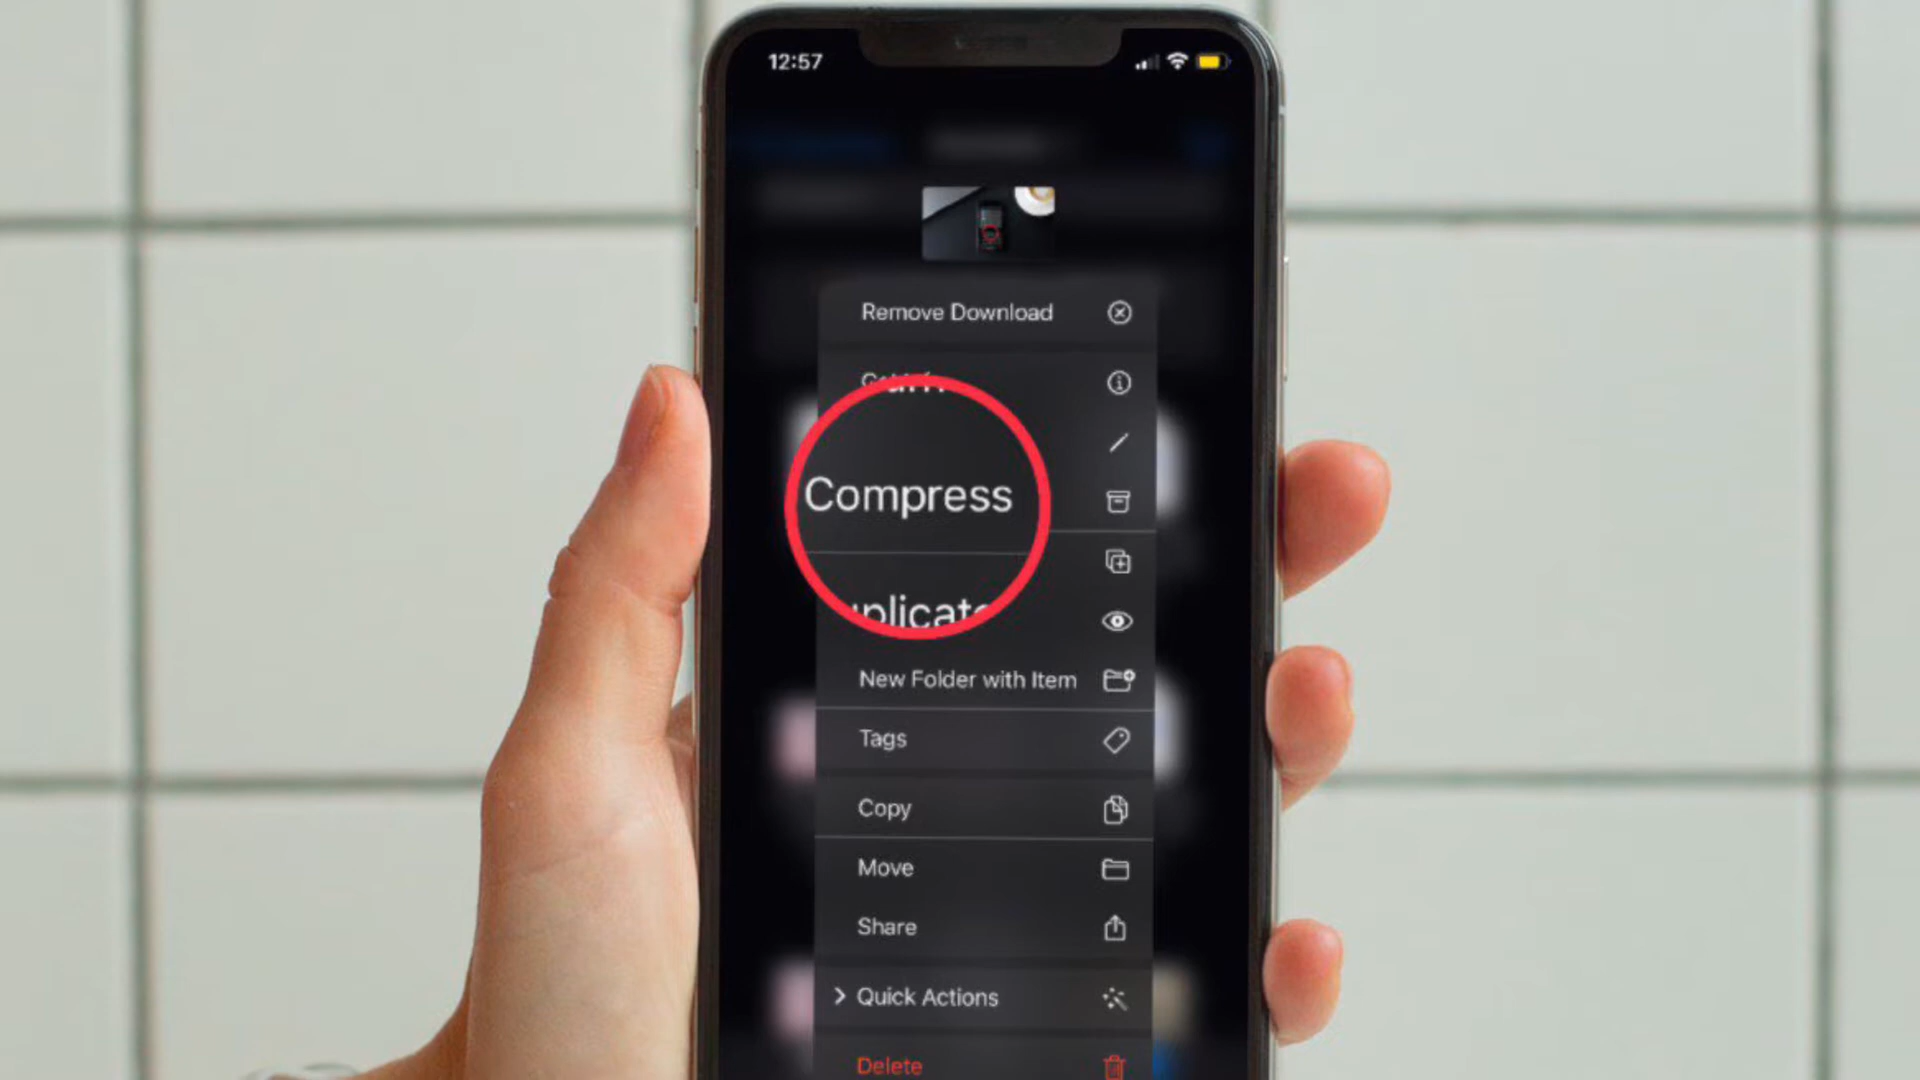 12:57
Remove Download
Compress
New Folder with Item
Tags
Copy
Move
Share
Quick Actions
Delete